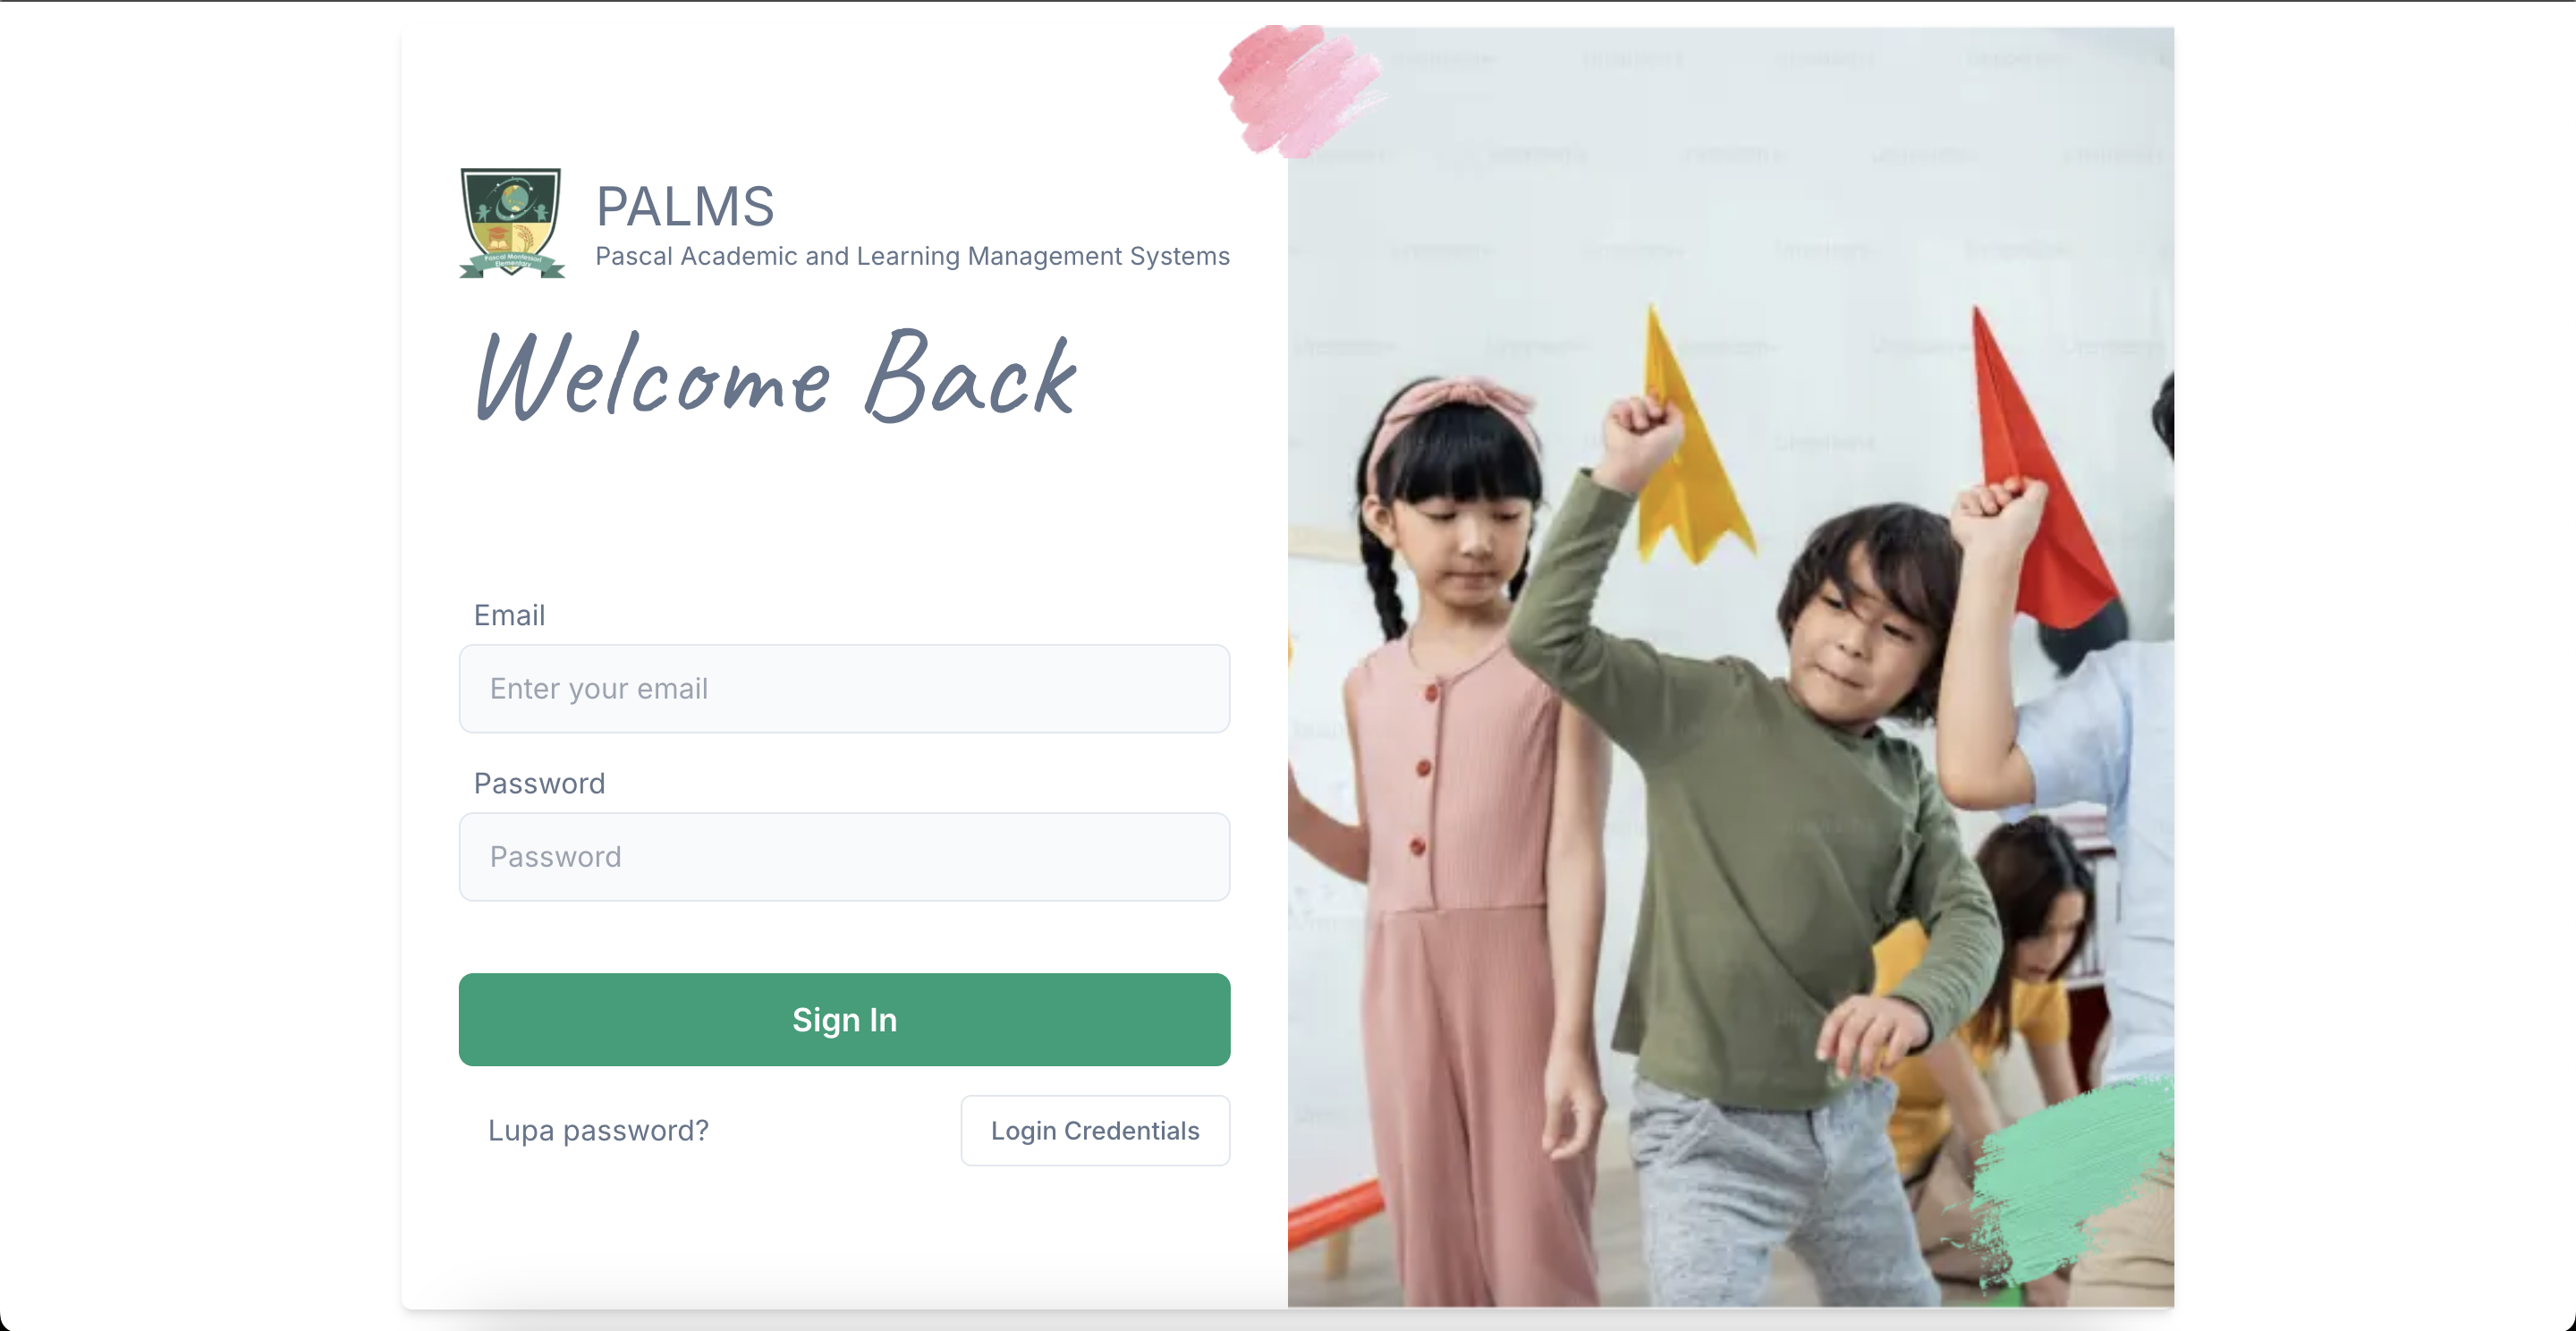 Pascal Montessori
Elementary
PALMS
Pascal Academic and Learning Management Systems
Welcome Back
Email
Enter your email
Password
Password
Sign In
Lupa password?
Login Credentials